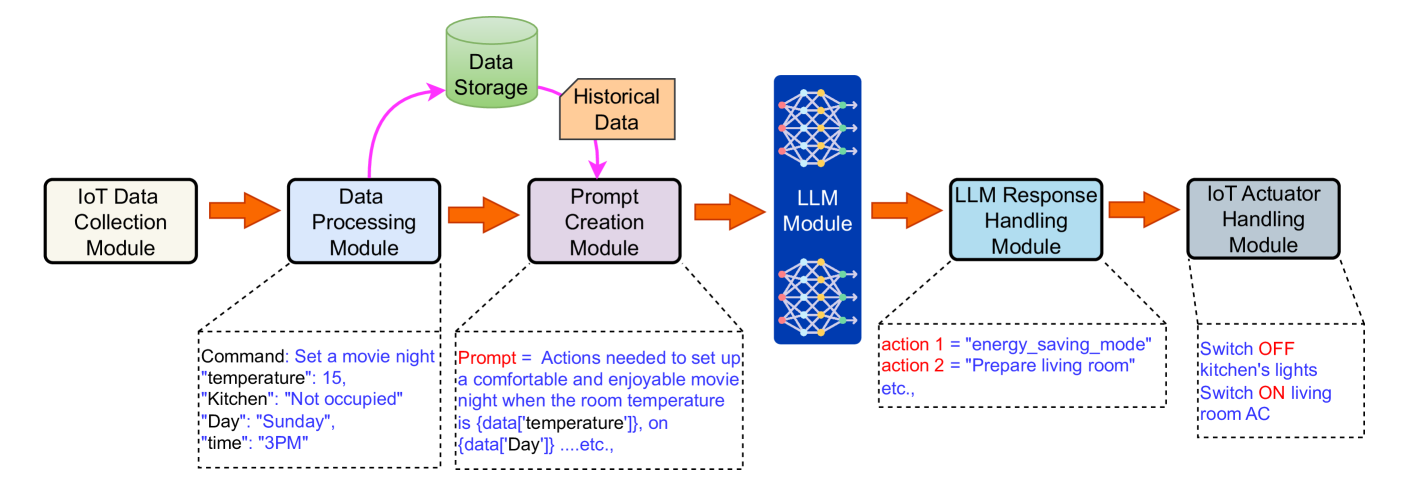 Data
Storage
Historical
Data
IoT Data
Collection
Module
Data
Processing
Module
Prompt
Creation
Module
LLM
Module
LLM Response
Handling
Module
IoT Actuator
Handling
Module
Command: Set a movie night
"temperature": 15,
"Kitchen": "Not occupied"
"Day": "Sunday",
"time": "3PM"
Prompt = Actions needed to set up
a comfortable and enjoyable movie
night when the room temperature
is {data['temperature']}, on
{data['Day']} ....etc.,
action 1 = "energy_saving_mode"
action 2 = "Prepare living room"
etc.,
Switch OFF
kitchen's lights
Switch ON living
room AC